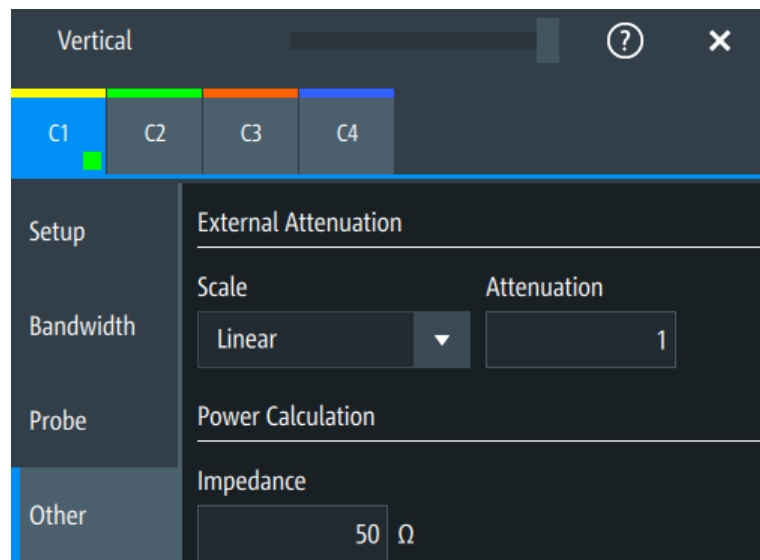 Vertical
?
C1 C2 C3 C4
Setup
Bandwidth
Probe
Other
External Attenuation
Scale Attenuation
Linear 1
Power Calculation
Impedance
50 Ω